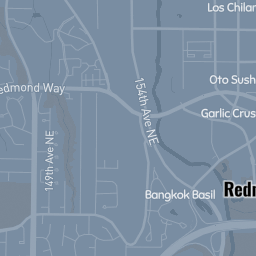 Los Chilan
Oto Sush
edmond Way
154th Ave NE
Garlic Crus
149th Ave NE
Bangkok Basil
Redm